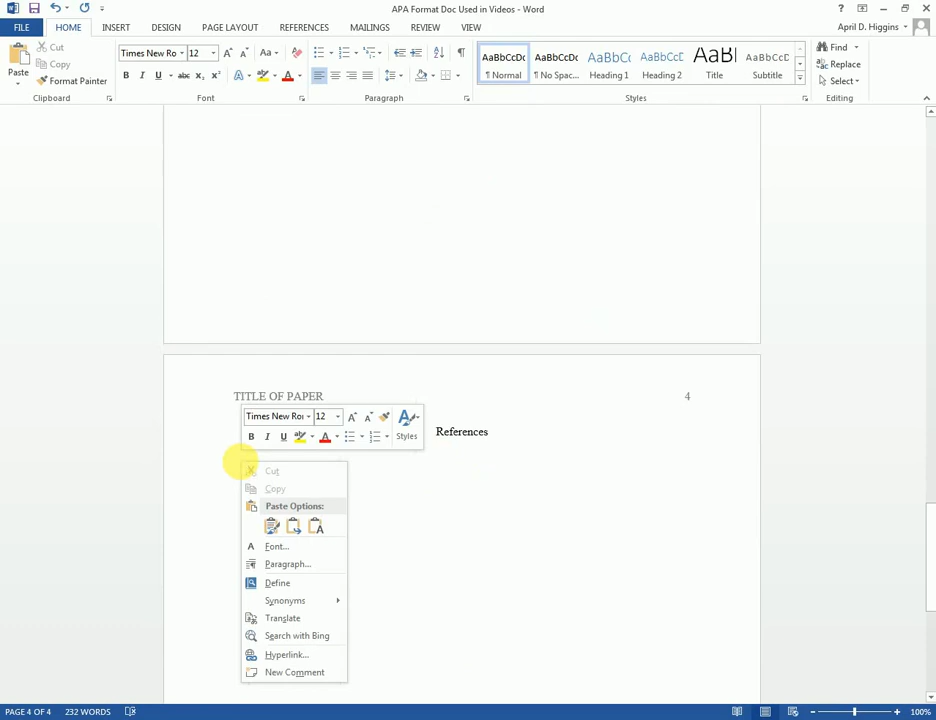 APA Format Doc Used in Videos - Word
FILE HOME INSERT DESIGN PAGE LAYOUT REFERENCES MAILINGS REVIEW VIEW April D. Higgins
Paste
Cut
Copy
Format Painter
Clipboard
Times New Ro 12
Font
Paragraph
AaBbCcDc AaBbCcDc AaBbCc AaBbCcD AaBl AaBbCcD
¶ Normal ¶ No Spac... Heading 1 Heading 2 Title Subtitle
Styles
Find
Replace
Select
Editing
TITLE OF PAPER 4
Times New Ro 12
B I U Styles
References
Cut
Copy
Paste Options:
Font...
Paragraph...
Define
Synonyms
Translate
Search with Bing
Hyperlink...
New Comment
PAGE 4 OF 4 232 WORDS 100%